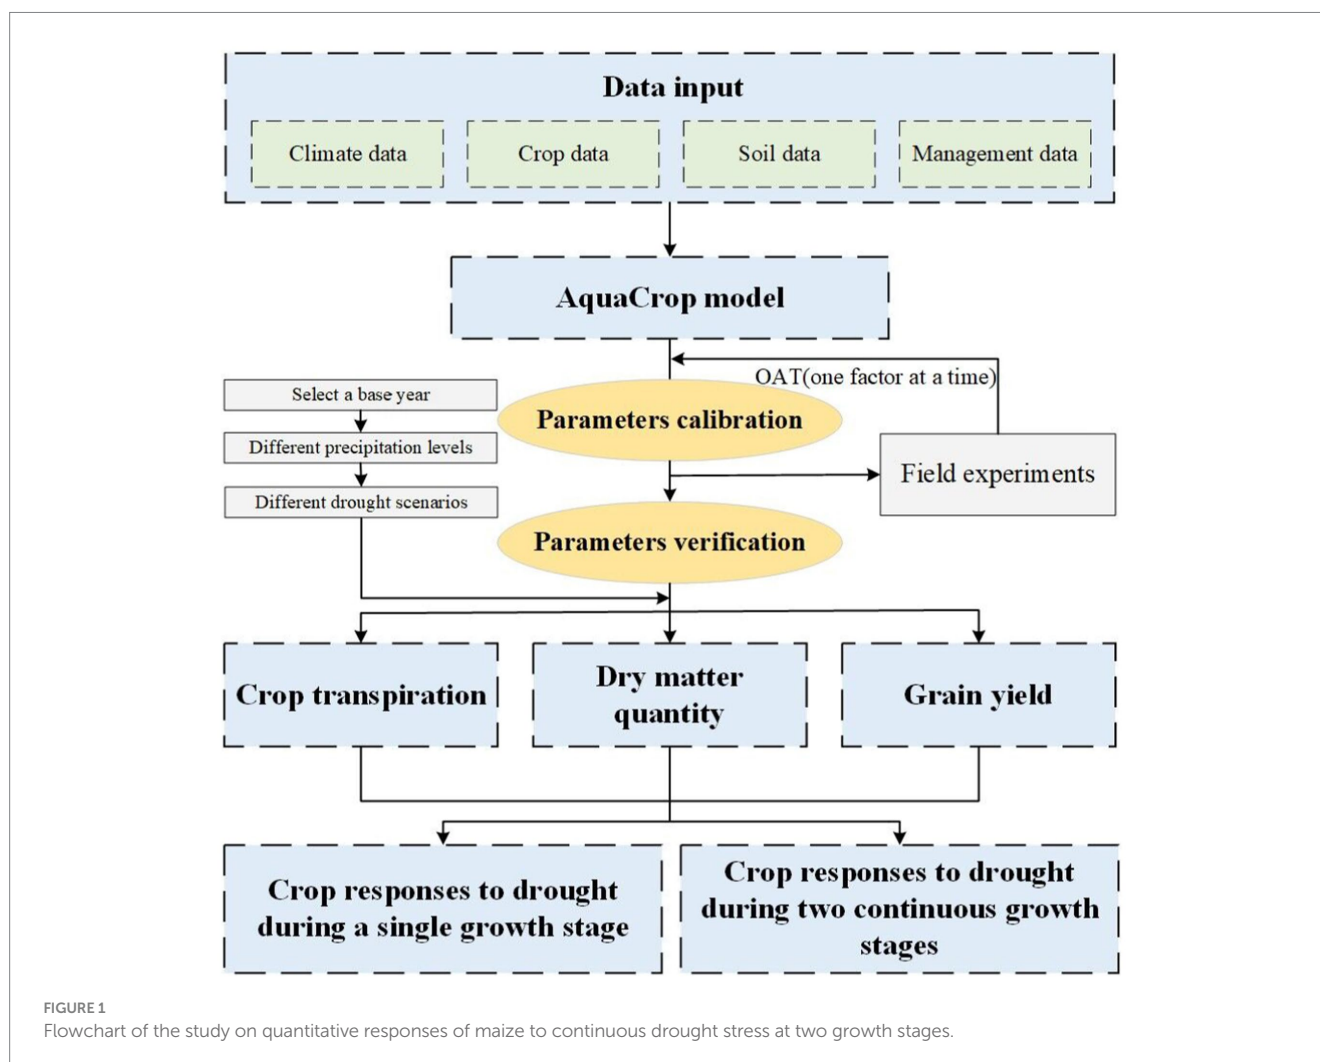 Data input
Climate data
Crop data
Soil data
Management data
AquaCrop model
OAT(one factor at a time)
Select a base year
Parameters calibration
Different precipitation levels
Field experiments
Different drought scenarios
Parameters verification
Crop transpiration
Dry matter
quantity
Grain yield
Crop responses to drought
during a single growth stage
Crop responses to drought
during two continuous growth
stages
FIGURE 1
Flowchart of the study on quantitative responses of maize to continuous drought stress at two growth stages.